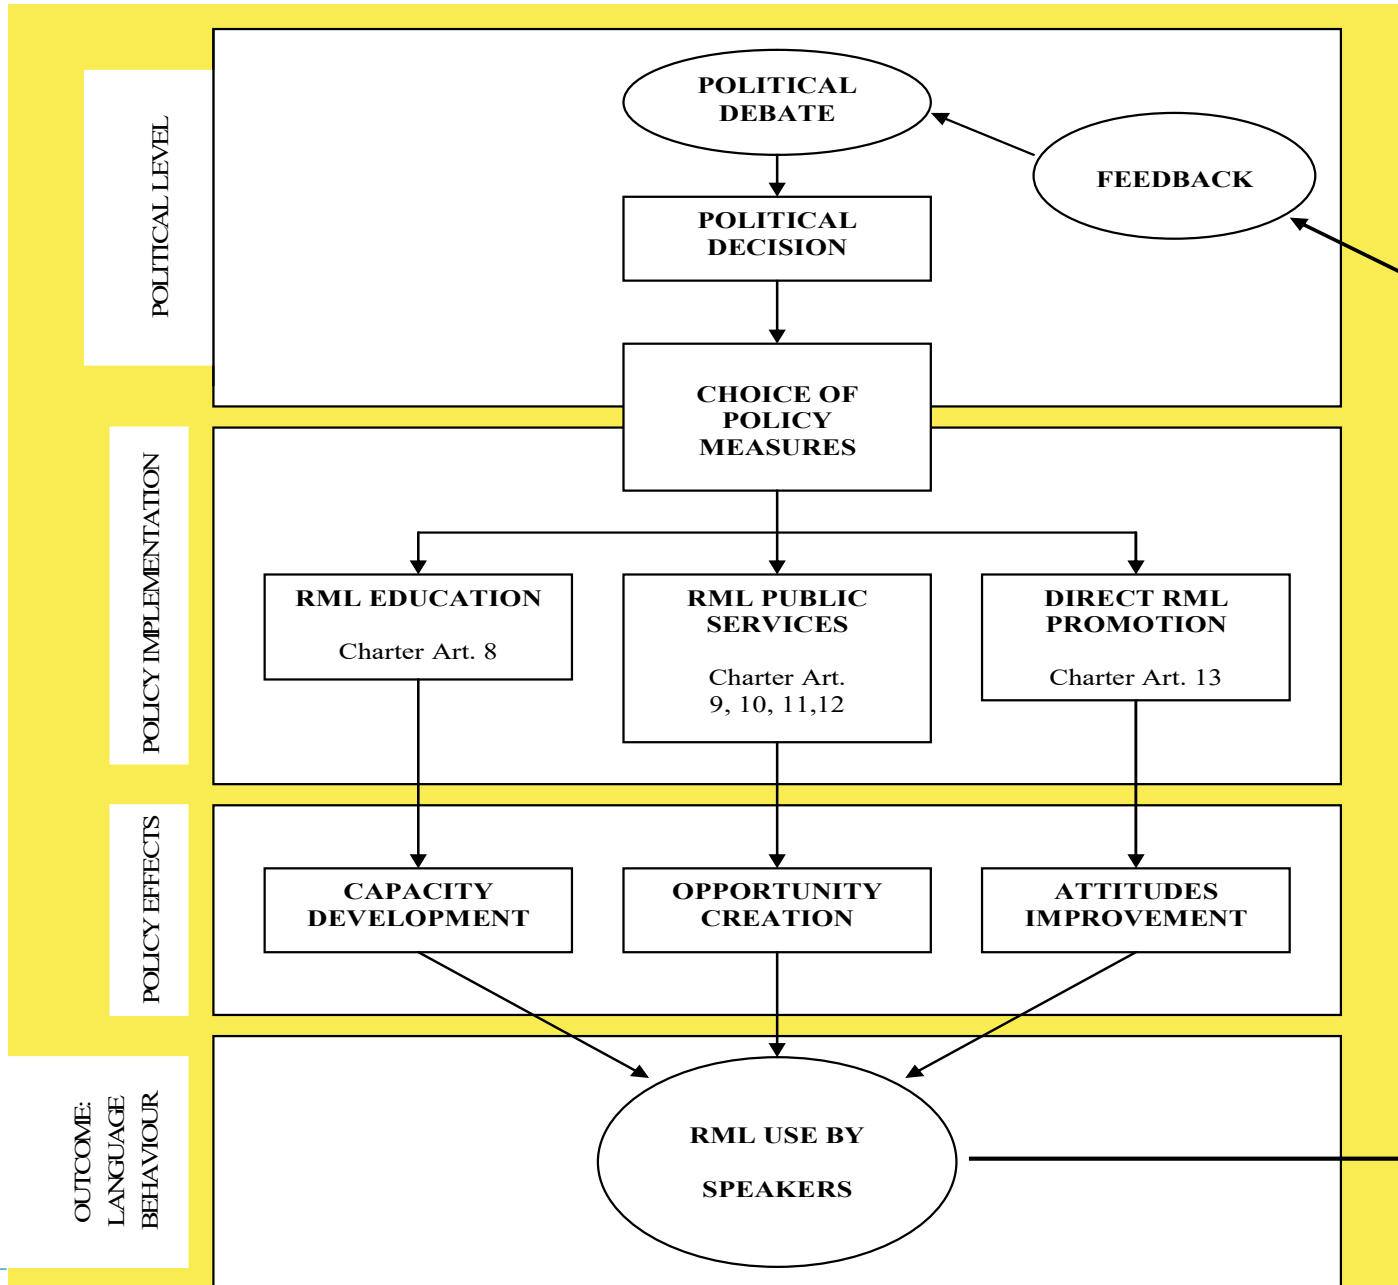 POLITICAL LEVEL
POLITICAL
DEBATE
FEEDBACK
POLITICAL
DECISION
CHOICE OF
POLICY
MEASURES
POLICY IMPLEMENTATION
RML EDUCATION
Charter Art. 8
RML PUBLIC
SERVICES
Charter Art.
9, 10, 11,12
DIRECT RML
PROMOTION
Charter Art. 13
POLICY EFFECTS
CAPACITY
DEVELOPMENT
OPPORTUNITY
CREATION
ATTITUDES
IMPROVEMENT
OUTCOME:
LANGUAGE
BEHAVIOUR
RML USE BY
SPEAKERS